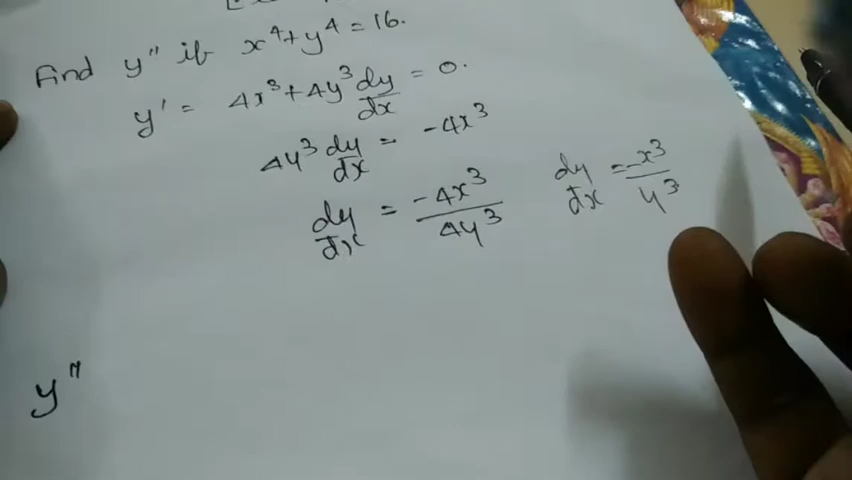 Find y'' if x⁴+y⁴ = 16.
y' = 4x³+4y³ dy/dx = 0.
4y³ dy/dx = -4x³
dy/dx = -4x³/4y³ dy/dx = -x³/y³
y''